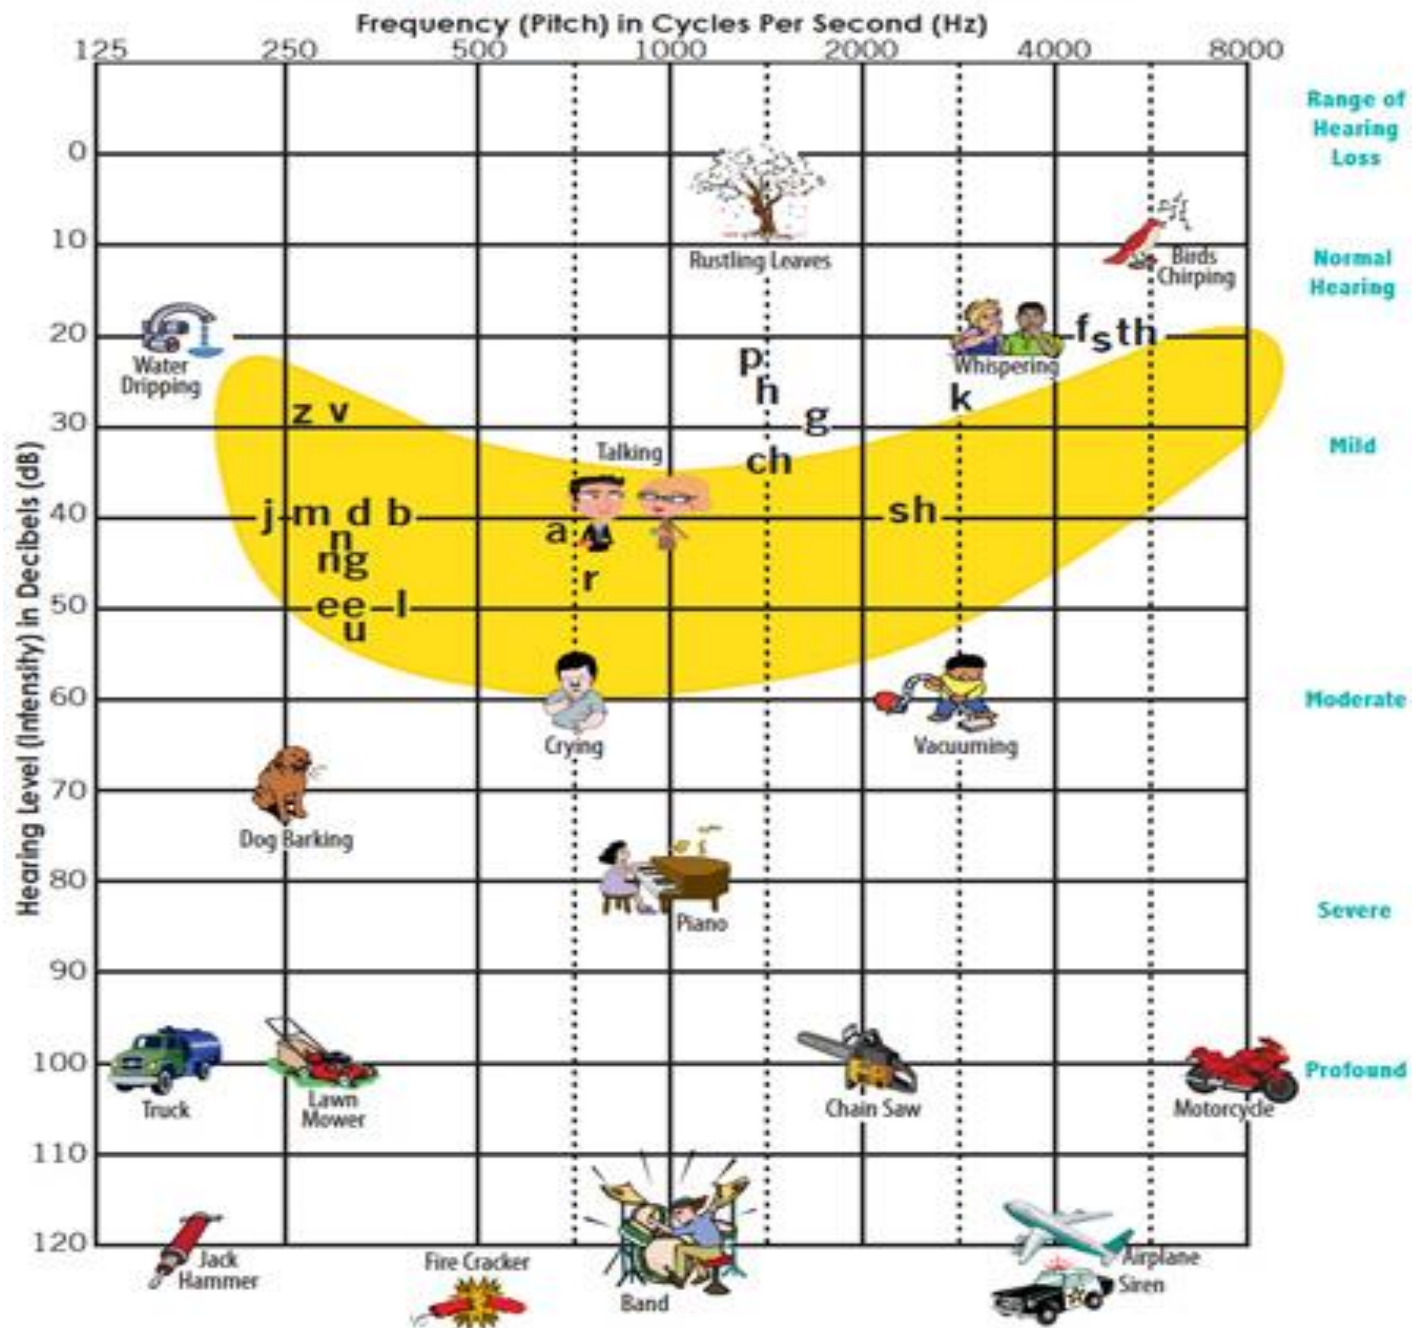 Frequency (Pitch) in Cycles Per Second (Hz)
125 250 500 1000 2000 4000 8000
Hearing Level (Intensity) in Decibels (dB)
Range of
Hearing
Loss
0
10
Rustling Leaves
Birds
Chirping
Normal
Hearing
20
f s th
Water
Dripping
p
Whispering
h
k
z v
g
30
Talking
ch
Mild
40
j m d b
sh
n
a
ng
r
50
ee l
u
60
Moderate
Crying
Vacuuming
70
Dog Barking
80
Piano
Severe
90
100
Profound
Truck
Lawn
Mower
Chain Saw
Motorcycle
110
120
Jack
Hammer
Fire Cracker
Band
Airplane
Siren